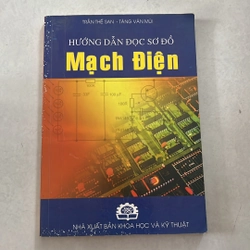 TRẦN THẾ SAN - TĂNG VĂN MÙI
HƯỚNG DẪN ĐỌC SƠ ĐỒ
Mạch Điện
NHÀ XUẤT BẢN KHOA HỌC VÀ KỸ THUẬT